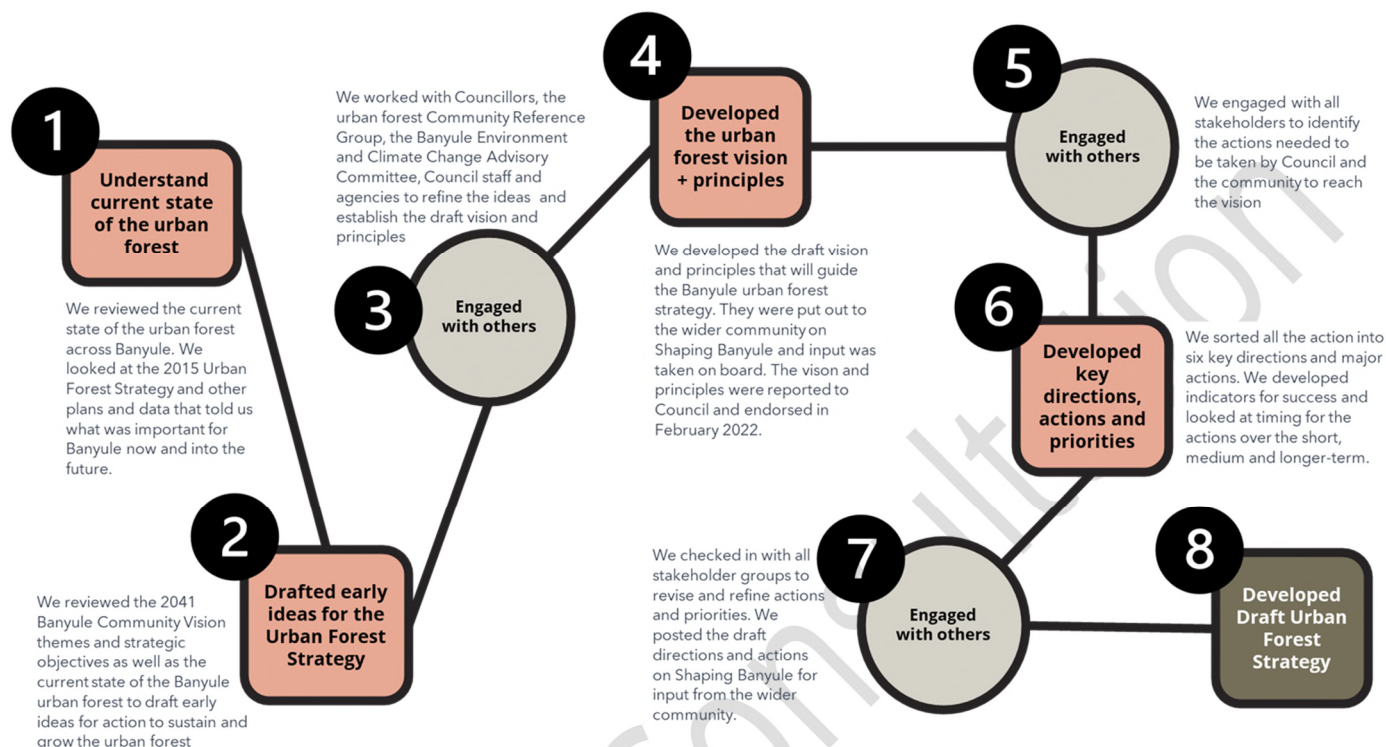 1
Understand
current state
of the urban
forest
We reviewed the current
state of the urban forest
across Banyule. We
looked at the 2015 Urban
Forest Strategy and other
plans and data that told us
what was important for
Banyule now and into the
future.
2
Drafted early
ideas for the
Urban Forest
Strategy
We reviewed the 2041
Banyule Community Vision
themes and strategic
objectives as well as the
current state of the Banyule
urban forest to draft early
ideas for action to sustain and
grow the urban forest
We worked with Councillors, the
urban forest Community Reference
Group, the Banyule Environment
and Climate Change Advisory
Committee, Council staff and
agencies to refine the ideas and
establish the draft vision and
principles
3
Engaged
with others
4
Developed
the urban
forest vision
+ principles
We developed the draft vision
and principles that will guide
the Banyule urban forest
strategy. They were put out to
the wider community on
Shaping Banyule and input was
taken on board. The vison and
principles were reported to
Council and endorsed in
February 2022.
5
Engaged
with others
We engaged with all
stakeholders to identify
the actions needed to
be taken by Council and
the community to reach
the vision
6
Developed
key
directions,
actions and
priorities
We sorted all the action into
six key directions and major
actions. We developed
indicators for success and
looked at timing for the
actions over the short,
medium and longer-term.
7
Engaged
with others
We checked in with all
stakeholder groups to
revise and refine actions
and priorities. We
posted the draft
directions and actions
on Shaping Banyule for
input from the wider
community.
8
Developed
Draft Urban
Forest
Strategy